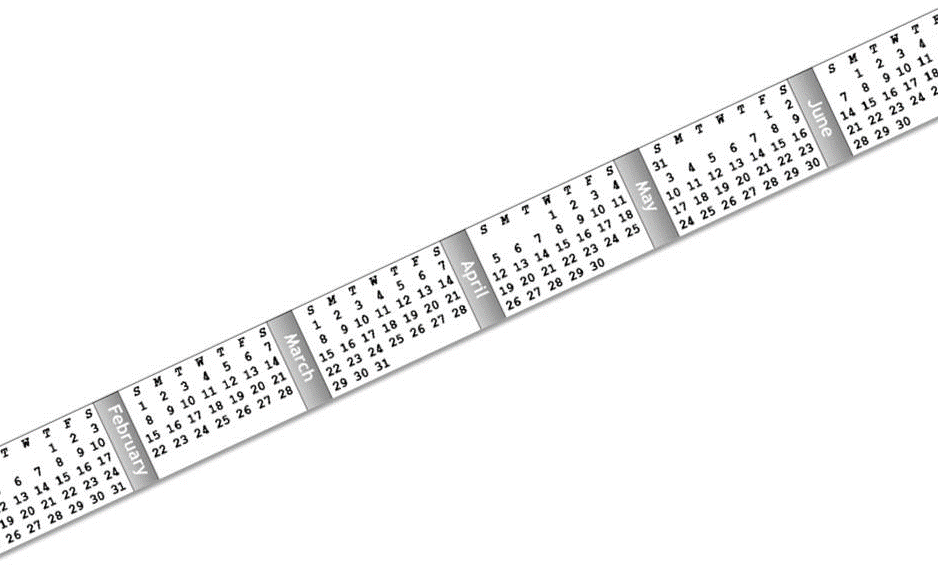 T W T F S
1 2 3
6 7 8 9 10
2 13 14 15 16 17
19 20 21 22 23 24
26 27 28 29 30 31
February
S M T W T F S
1 2 3 4 5 6 7
8 9 10 11 12 13 14
15 16 17 18 19 20 21
22 23 24 25 26 27 28
March
S M T W T F S
1 2 3 4 5 6 7
8 9 10 11 12 13 14
15 16 17 18 19 20 21
22 23 24 25 26 27 28
29 30 31
April
S M T W T F S
1 2 3 4
5 6 7 8 9 10 11
12 13 14 15 16 17 18
19 20 21 22 23 24 25
26 27 28 29 30
May
S M T W T F S
31 1 2
3 4 5 6 7 8 9
10 11 12 13 14 15 16
17 18 19 20 21 22 23
24 25 26 27 28 29 30
June
S M T W T F
1 2 3 4
7 8 9 10 11
14 15 16 17 18
21 22 23 24 2
28 29 30